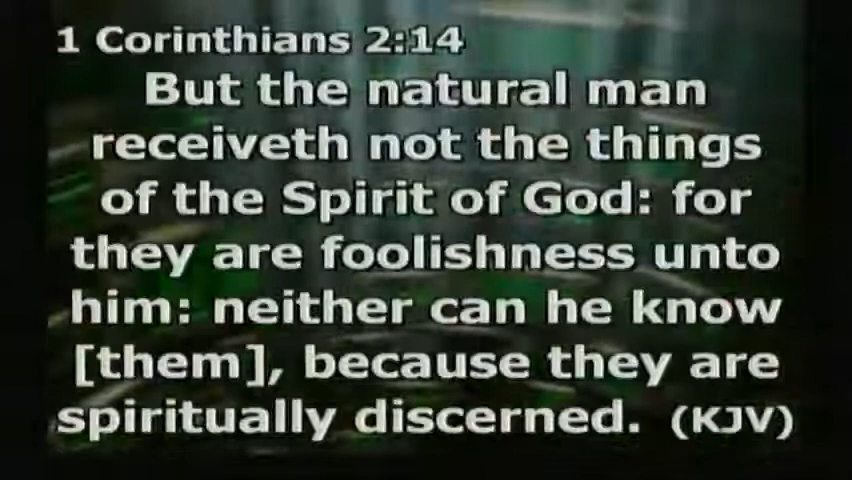 1 Corinthians 2:14
But the natural man
receiveth not the things
of the Spirit of God: for
they are foolishness unto
him: neither can he know
[them], because they are
spiritually discerned. (KJV)